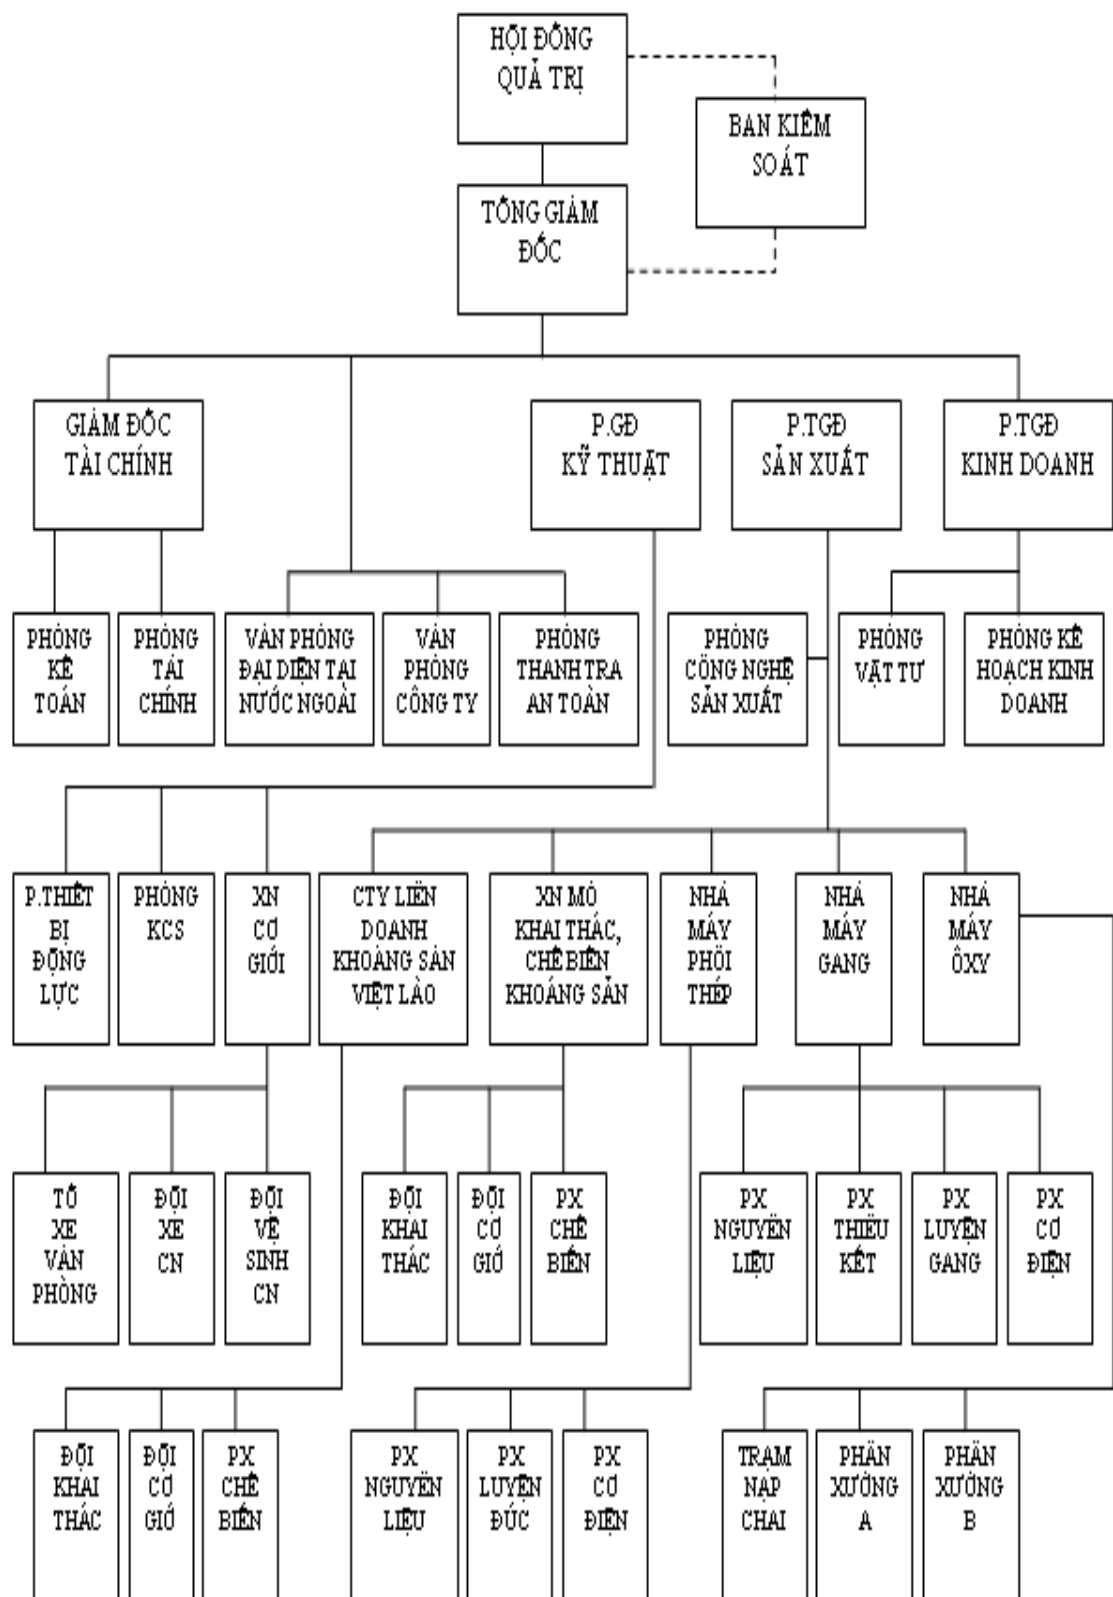 HỘI ĐỒNG
QUẢ TRỊ
BAN KIỂM
SOÁT
TỔNG GIÁM
ĐỐC
GIÁM ĐỐC
TÀI CHÍNH
P.GĐ
KỸ THUẬT
P.TGĐ
SẢN XUẤT
P.TGĐ
KINH DOANH
PHÒNG
KẾ
TOÁN
PHÒNG
TÀI
CHÍNH
VĂN PHÒNG
ĐẠI DIỆN TẠI
NƯỚC NGOÀI
VĂN
PHÒNG
CÔNG TY
PHÒNG
THANH TRA
AN TOÀN
PHÒNG
CÔNG NGHỆ
SẢN XUẤT
PHÒNG
VẬT TƯ
PHÒNG KẾ
HOẠCH KINH
DOANH
P.THIẾT
BỊ
ĐỘNG
LỰC
PHÒNG
KCS
XN
CƠ
GIỚI
CTY LIÊN
DOANH
KHOÁNG SẢN
VIỆT LÀO
XN MỎ
KHAI THÁC,
CHẾ BIẾN
KHOÁNG SẢN
NHÀ
MÁY
PHÔI
THÉP
NHÀ
MÁY
GANG
NHÀ
MÁY
ÔXY
TỔ
XE
VĂN
PHÒNG
ĐỘI
XE
CN
ĐỘI
VỆ
SINH
CN
ĐỘI
KHAI
THÁC
ĐỘI
CƠ
GIỚ
PX
CHẾ
BIẾN
PX
NGUYÊN
LIỆU
PX
THIÊU
KẾT
PX
LUYỆN
GANG
PX
CƠ
ĐIỆN
ĐỘI
KHAI
THÁC
ĐỘI
CƠ
GIỚ
PX
CHẾ
BIẾN
PX
NGUYÊN
LIỆU
PX
LUYỆN
ĐÚC
PX
CƠ
ĐIỆN
TRẠM
NẠP
CHAI
PHÂN
XƯỞNG
A
PHÂN
XƯỞNG
B